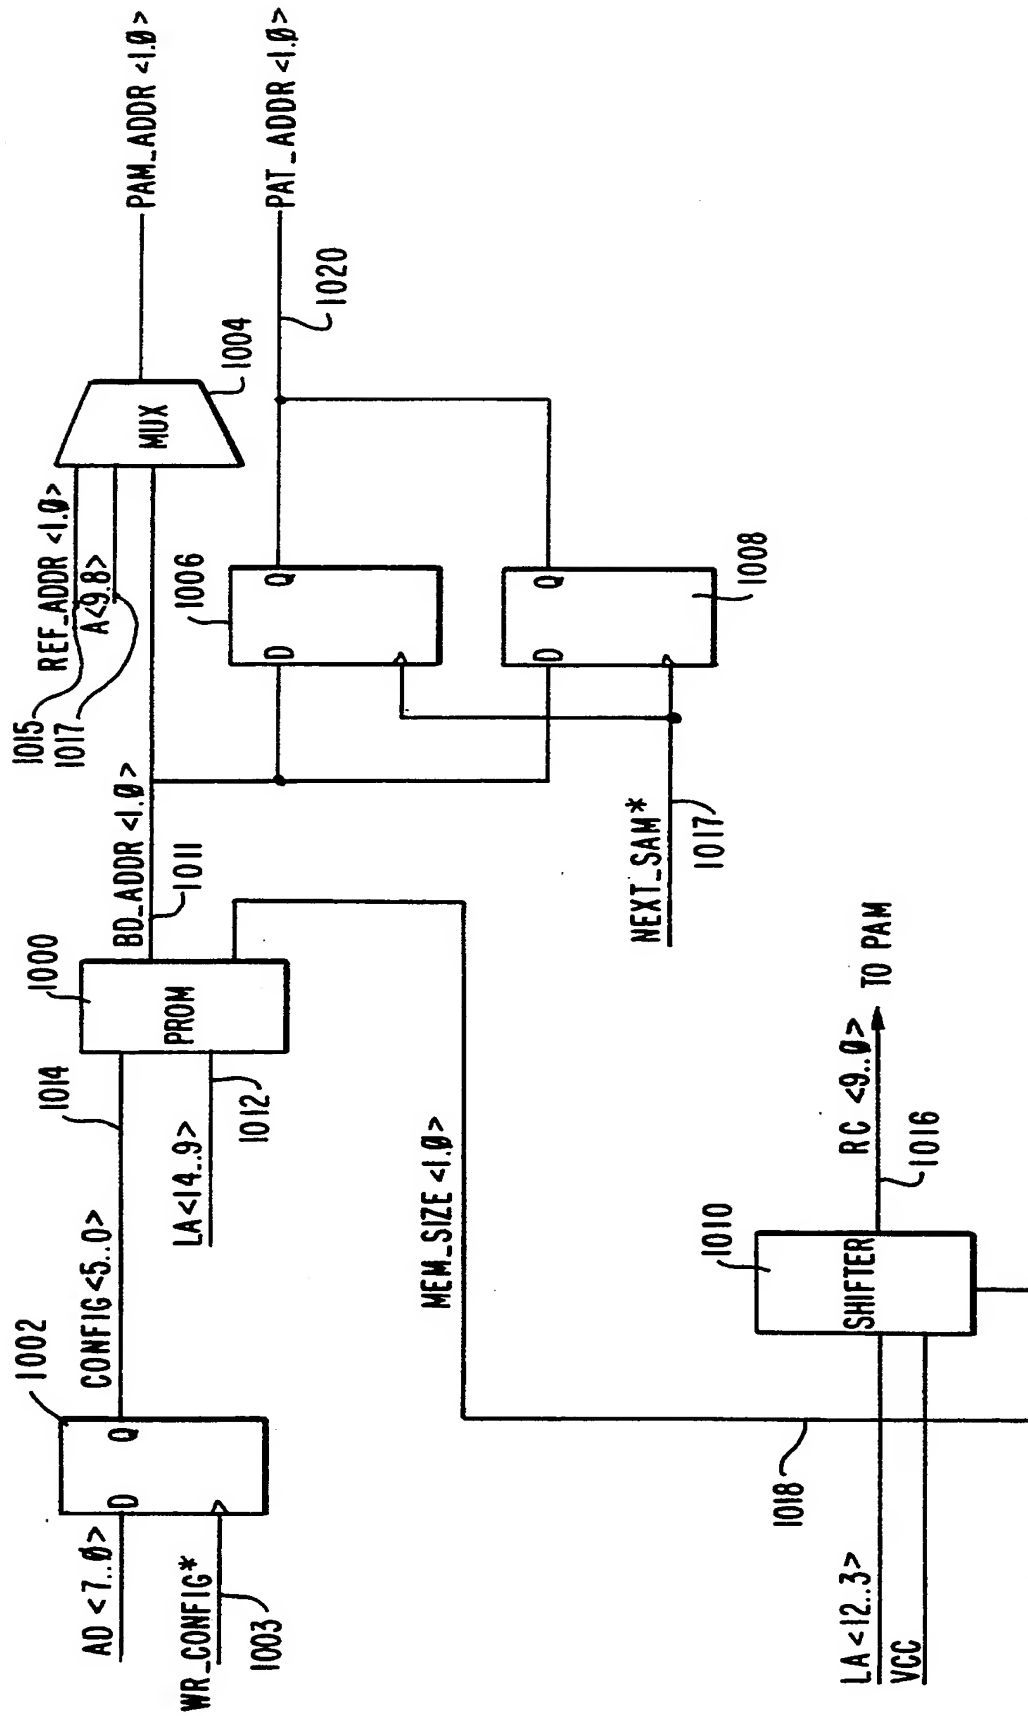 AD <7..0>
WR_CONFIG*
1003
D
Q
1002
CONFIG <5..0>
1014
LA <14..9>
1012
PROM
1000
BD_ADDR <1.0>
1011
MEM_SIZE <1.0>
1018
1015
1017
REF_ADDR <1.0>
A<9.8>
MUX
1004
PAM_ADDR <1.0>
D
Q
1006
PAT_ADDR <1.0>
1020
D
Q
1008
NEXT_SAM*
1017
LA <12..3>
VCC
SHIFTER
1010
RC <9..0>
1016
TO PAM